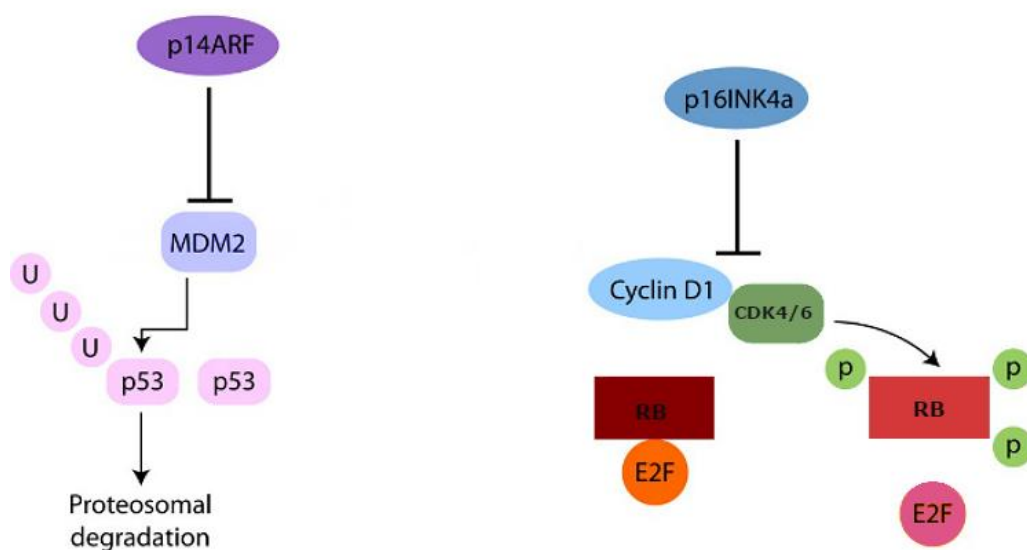 p14ARF
MDM2
U
U
U
p53
p53
Proteosomal
degradation
p16INK4a
Cyclin D1
CDK4/6
p
p
RB
RB
p
E2F
E2F